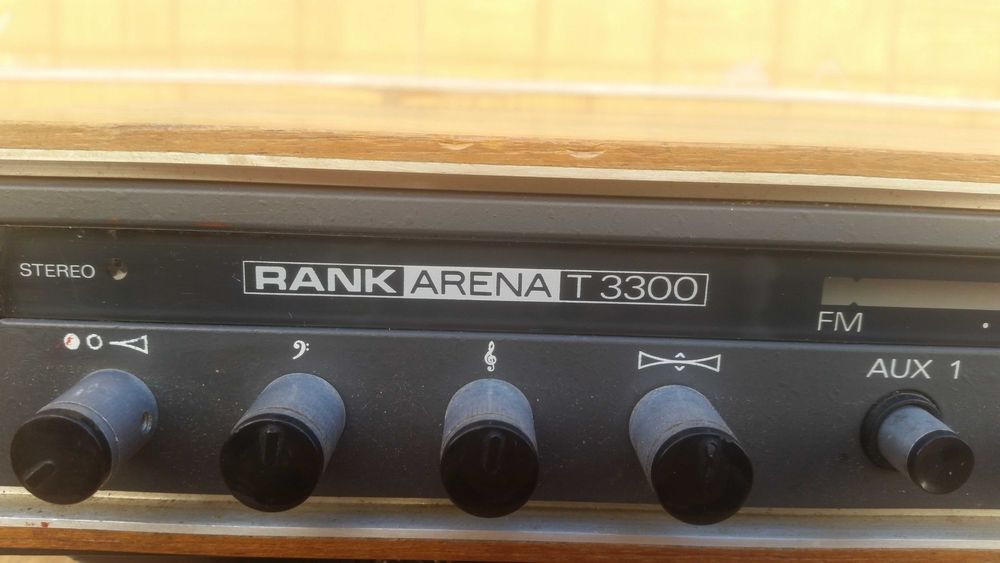 STEREO
RANK ARENA T 3300
FM
AUX 1